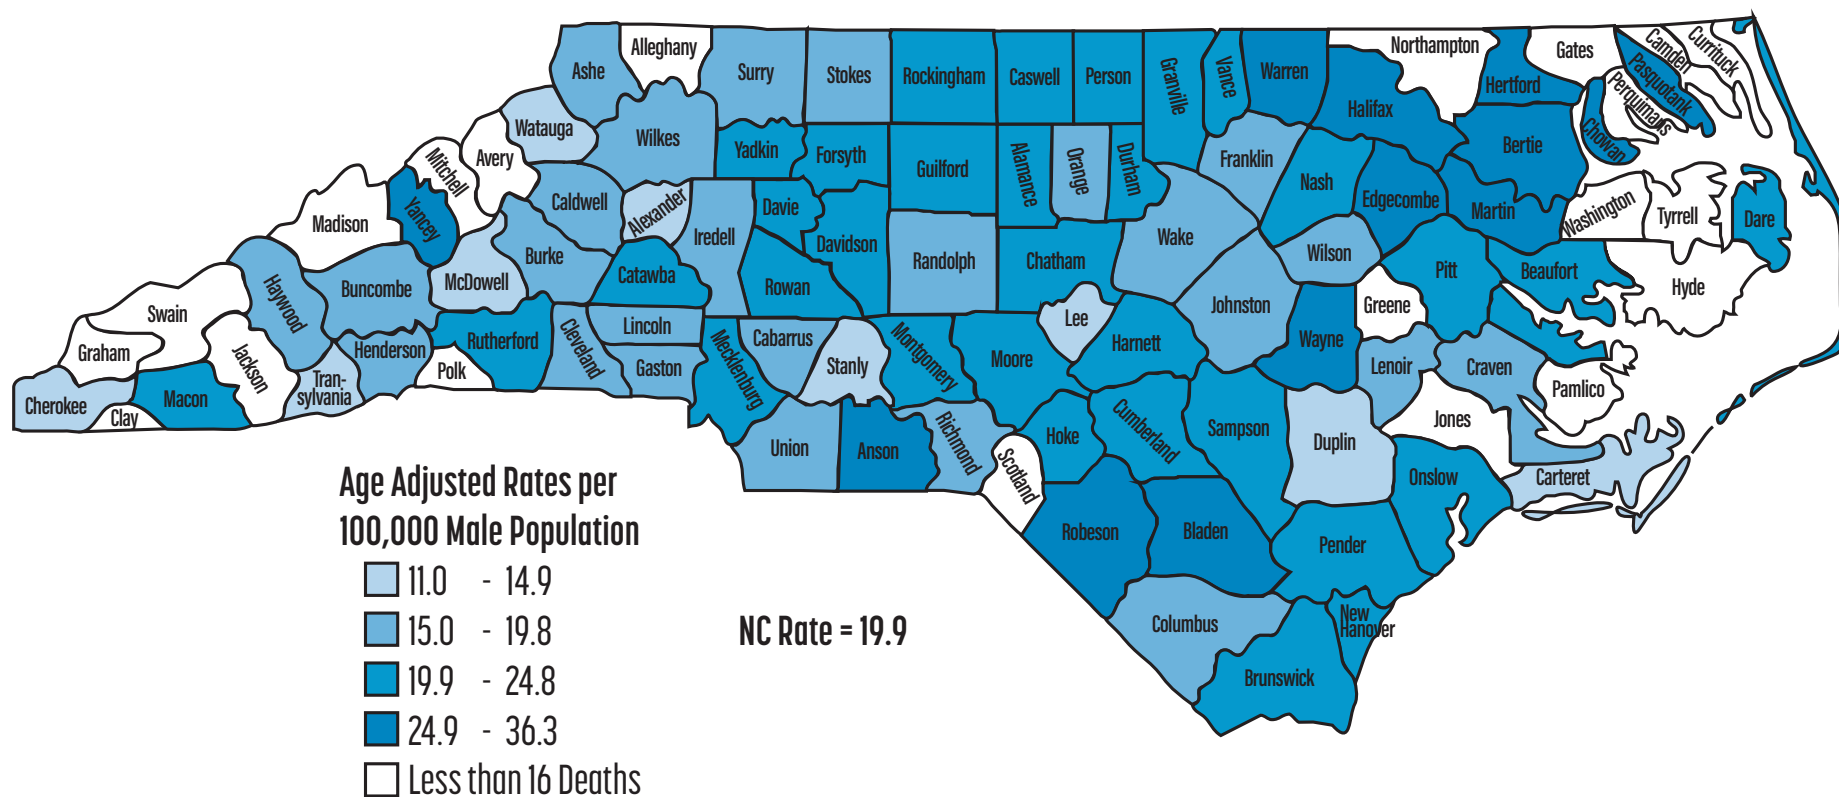 Alleghany
Ashe
Surry
Stokes
Rockingham
Caswell
Person
Granville
Vance
Warren
Northampton
Gates
Camden
Currituck
Pasquotank
Perquimans
Hertford
Halifax
Chowan
Bertie
Watauga
Wilkes
Yadkin
Forsyth
Guilford
Alamance
Orange
Durham
Franklin
Nash
Edgecombe
Martin
Washington
Tyrrell
Dare
Mitchell
Avery
Madison
Yancey
Caldwell
Alexander
Iredell
Davie
Davidson
Randolph
Chatham
Wake
Wilson
Pitt
Beaufort
Hyde
Swain
Haywood
Buncombe
McDowell
Burke
Catawba
Rowan
Lee
Johnston
Greene
Graham
Jackson
Henderson
Rutherford
Cleveland
Lincoln
Gaston
Mecklenburg
Cabarrus
Stanly
Montgomery
Moore
Harnett
Wayne
Lenoir
Craven
Pamlico
Cherokee
Clay
Macon
Tran-
sylvania
Polk
Union
Anson
Richmond
Scotland
Hoke
Cumberland
Sampson
Duplin
Jones
Onslow
Carteret
Robeson
Bladen
Pender
Columbus
Brunswick
New
Hanover
Age Adjusted Rates per
100,000 Male Population
11.0 - 14.9
15.0 - 19.8
19.9 - 24.8
24.9 - 36.3
Less than 16 Deaths
NC Rate = 19.9